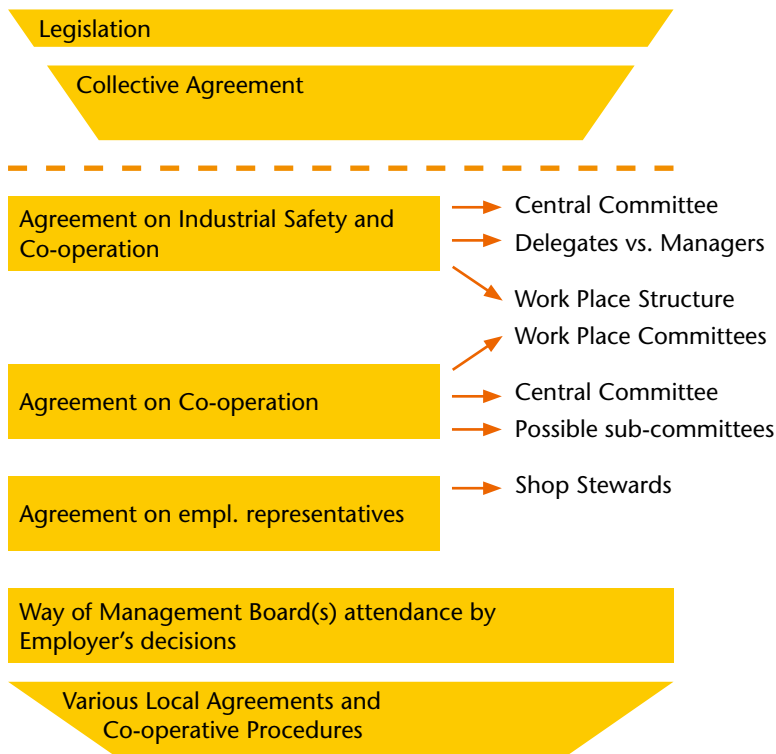 Legislation
Collective Agreement
Agreement on Industrial Safety and
Co-operation
Central Committee
Delegates vs. Managers
Work Place Structure
Work Place Committees
Agreement on Co-operation
Central Committee
Possible sub-committees
Agreement on empl. representatives
Shop Stewards
Way of Management Board(s) attendance by
Employer’s decisions
Various Local Agreements and
Co-operative Procedures